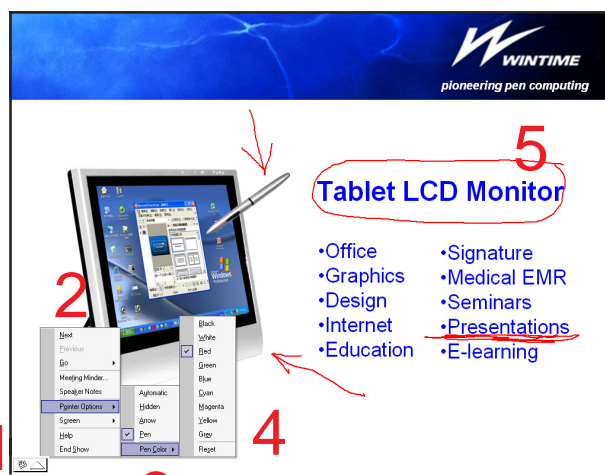 WINTIME
pioneering pen computing
5
Tablet LCD Monitor
•Office
•Graphics
•Design
•Internet
•Education
•Signature
•Medical EMR
•Seminars
•Presentations
•E-learning
2
Next
Previous
Go
Meeting Minder...
Speaker Notes
Pointer Options
Screen
Help
End Show
Automatic
Hidden
Arrow
Pen
Pen Color
Black
White
Red
Green
Blue
Cyan
Magenta
Yellow
Grey
Reset
4